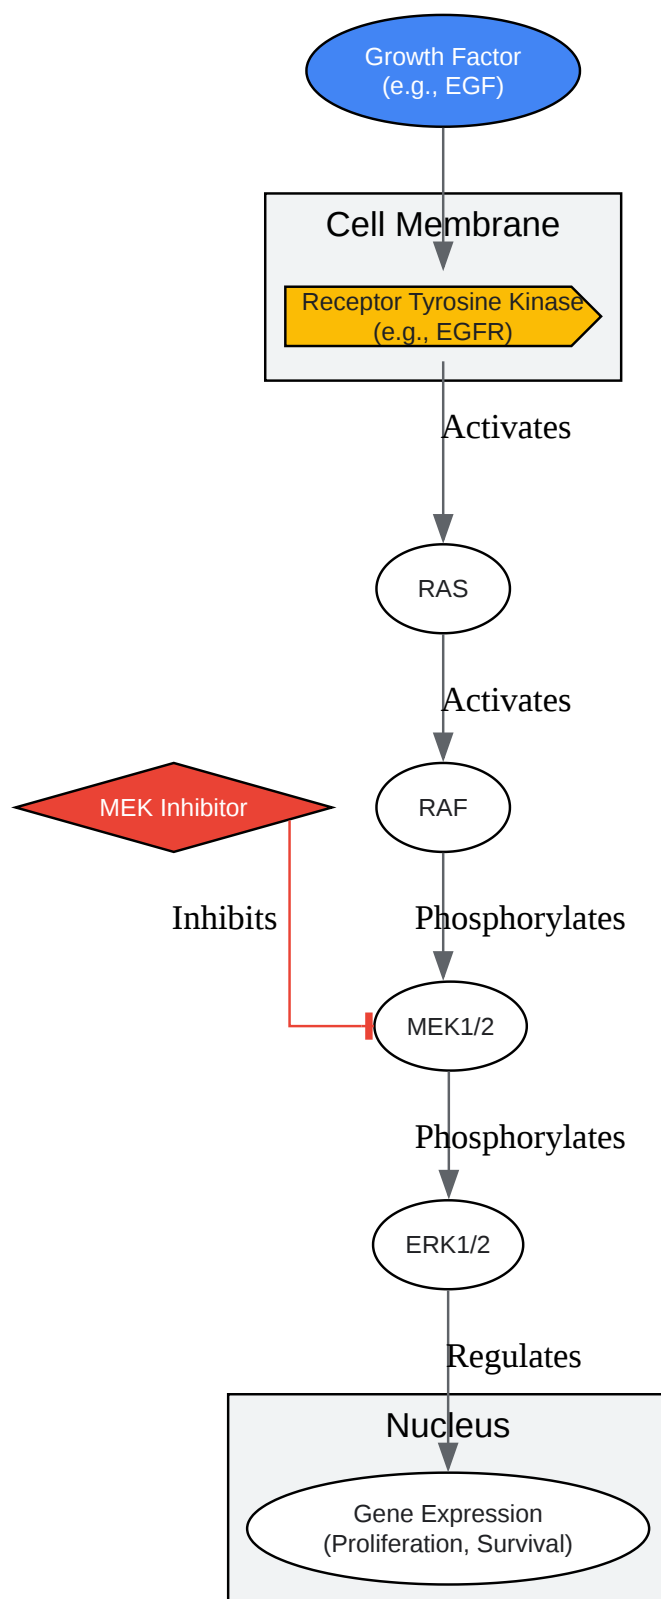 Growth Factor
(e.g., EGF)
Cell Membrane
Receptor Tyrosine Kinase
(e.g., EGFR)
Activates
RAS
Activates
MEK Inhibitor
RAF
Inhibits
Phosphorylates
MEK1/2
Phosphorylates
ERK1/2
Regulates
Nucleus
Gene Expression
(Proliferation, Survival)